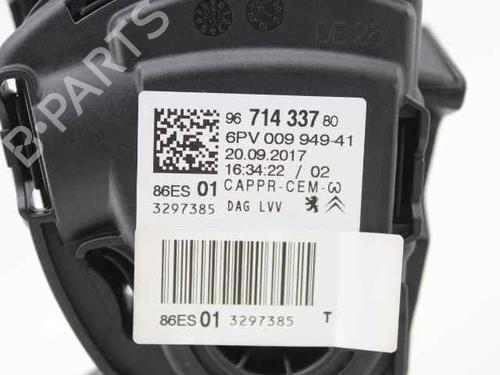 DE28
96 714 337 80
6PV 009 949-41
20.09.2017
16:34:22 / 02
86ES 01 CAPPR-CEM-ω
3297385 DAG LVV
86ES 01 3297385 T
B-PARTS